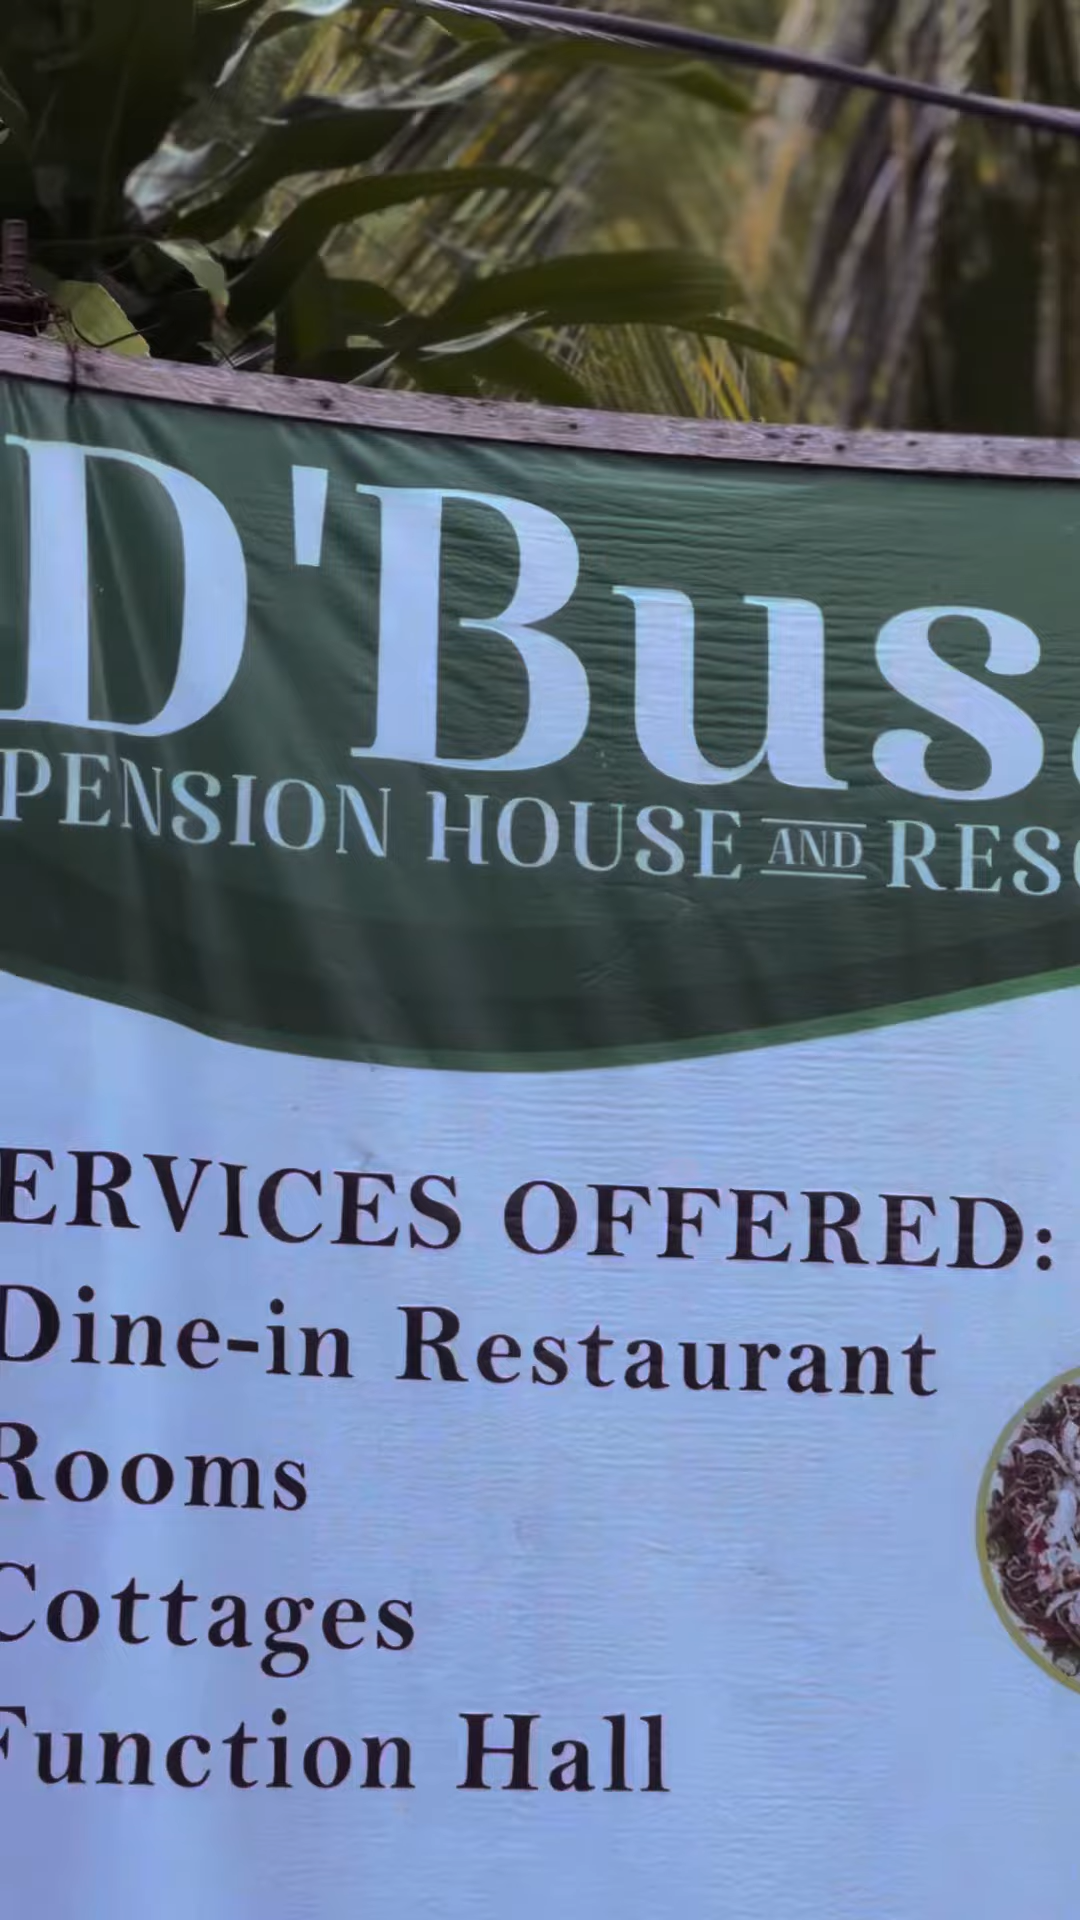 D'Bus
PENSION HOUSE AND RESO
ERVICES OFFERED:
Dine-in Restaurant
Rooms
Cottages
Function Hall